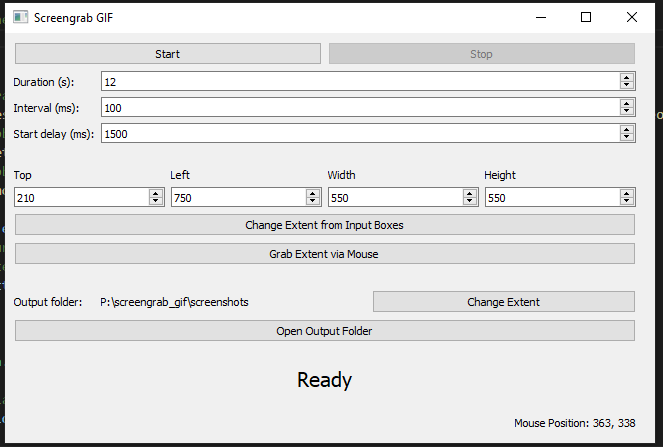 Screengrab GIF
Start Stop
Duration (s): 12
Interval (ms): 100
Start delay (ms): 1500
Top Left Width Height
210 750 550 550
Change Extent from Input Boxes
Grab Extent via Mouse
Output folder: P:\screengrab_gif\screenshots Change Extent
Open Output Folder
Ready
Mouse Position: 363, 338